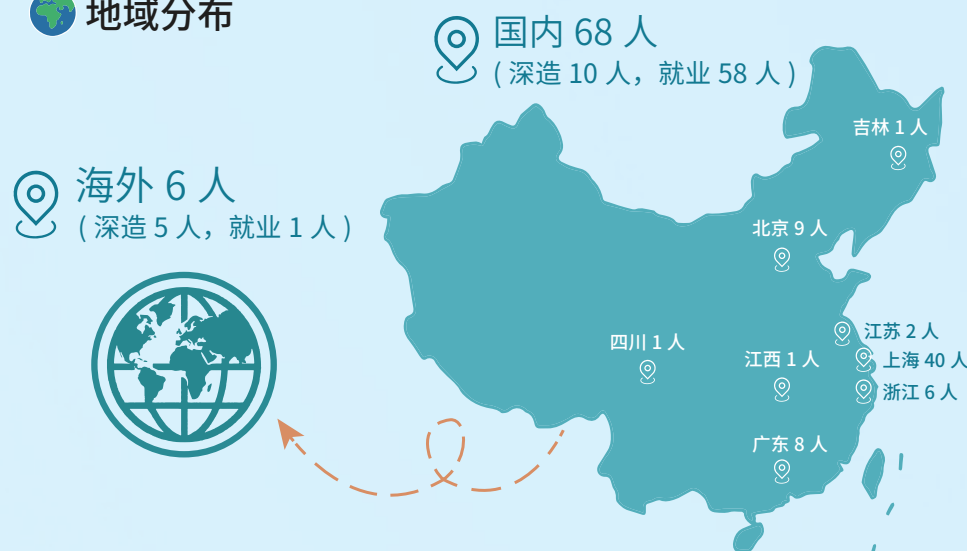 地域分布
国内 68 人
( 深造 10 人，就业 58 人 )
海外 6 人
( 深造 5 人，就业 1 人 )
吉林 1 人
北京 9 人
江苏 2 人
四川 1 人
江西 1 人
上海 40 人
浙江 6 人
广东 8 人